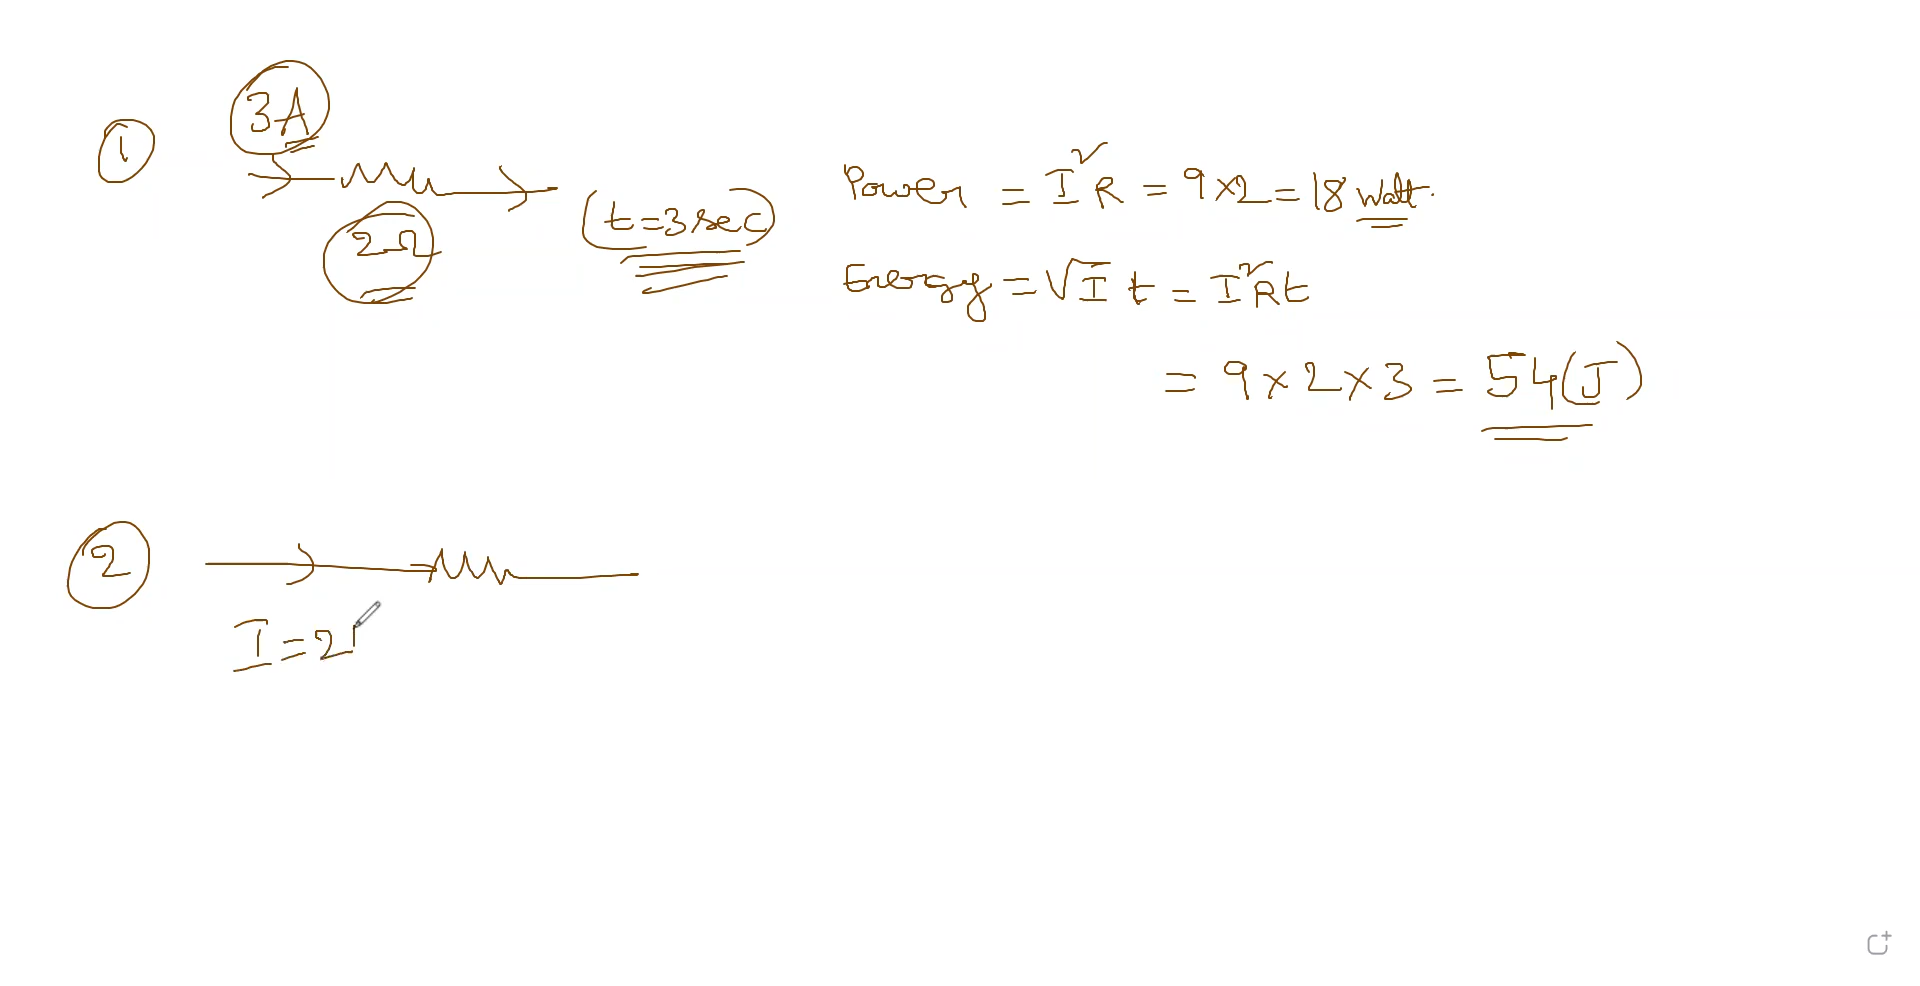 1
3A
2Ω
(t=3sec)
Power = I²R = 9×2 = 18 Watt.
Energy = VIt = I²Rt
= 9×2×3 = 54(J)
2
I=2